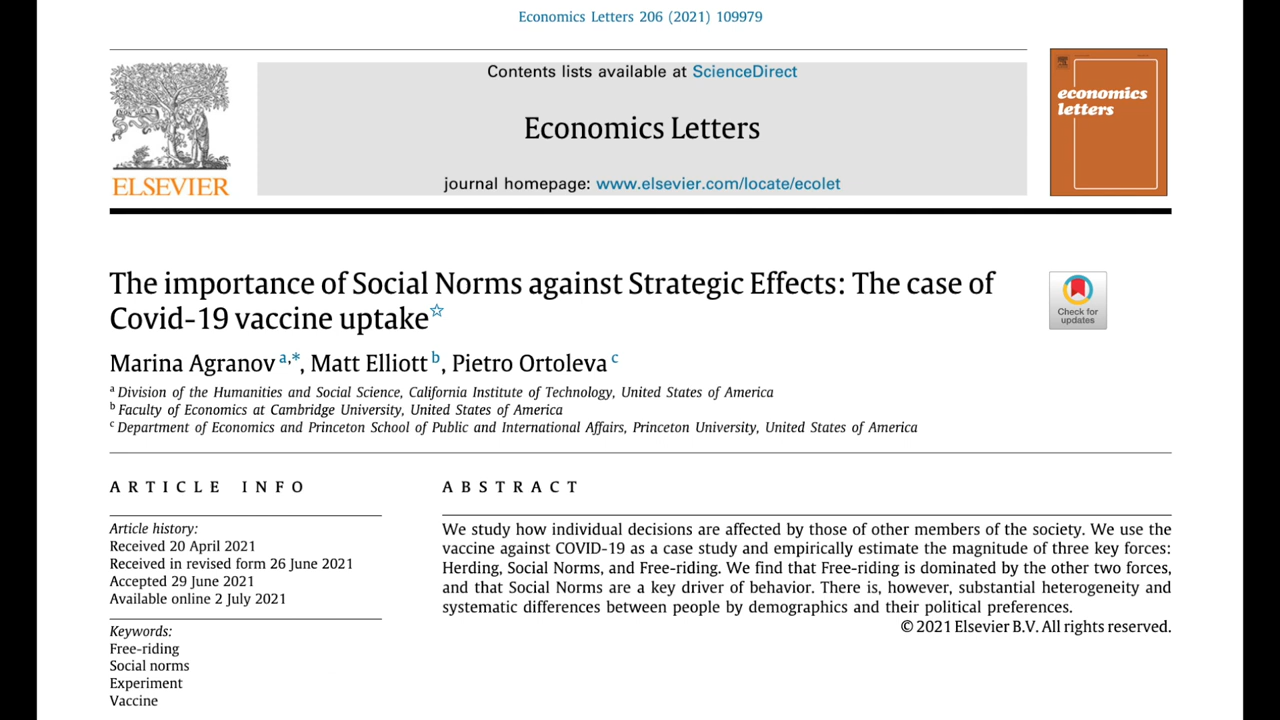 Economics Letters 206 (2021) 109979
Contents lists available at ScienceDirect
Economics Letters
journal homepage: www.elsevier.com/locate/ecolet
ELSEVIER
economics
letters
The importance of Social Norms against Strategic Effects: The case of
Covid-19 vaccine uptake☆
Check for
updates
Marina Agranov a,*, Matt Elliott b, Pietro Ortoleva c
a Division of the Humanities and Social Science, California Institute of Technology, United States of America
b Faculty of Economics at Cambridge University, United States of America
c Department of Economics and Princeton School of Public and International Affairs, Princeton University, United States of America
ARTICLE INFO
Article history:
Received 20 April 2021
Received in revised form 26 June 2021
Accepted 29 June 2021
Available online 2 July 2021
Keywords:
Free-riding
Social norms
Experiment
Vaccine
ABSTRACT
We study how individual decisions are affected by those of other members of the society. We use the
vaccine against COVID-19 as a case study and empirically estimate the magnitude of three key forces:
Herding, Social Norms, and Free-riding. We find that Free-riding is dominated by the other two forces,
and that Social Norms are a key driver of behavior. There is, however, substantial heterogeneity and
systematic differences between people by demographics and their political preferences.
© 2021 Elsevier B.V. All rights reserved.